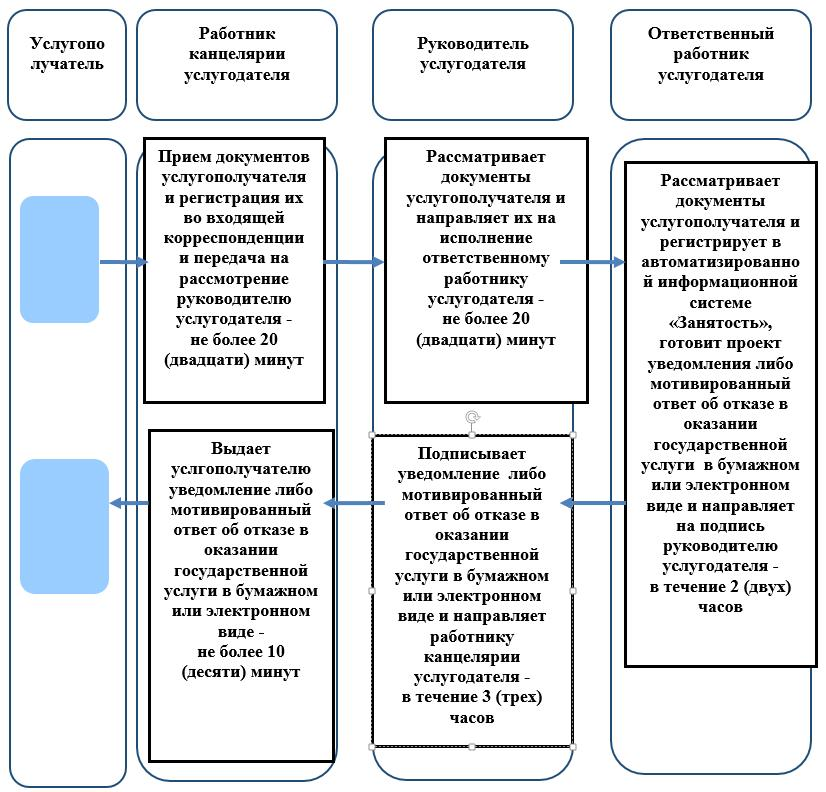 Услугопо
лучатель
Работник
канцелярии
услугодателя
Руководитель
услугодателя
Ответственный
работник
услугодателя
Прием документов
услугополучателя
и регистрация их
во входящей
корреспонденции
и передача на
рассмотрение
руководителю
услугодателя -
не более 20
(двадцати) минут
Рассматривает
документы
услугополучателя и
направляет их на
исполнение
ответственному
работнику
услугодателя -
не более 20
(двадцати) минут
Рассматривает
документы
услугополучателя и
регистрирует в
автоматизированно
й информационной
системе
«Занятость»,
готовит проект
уведомления либо
мотивированный
ответ об отказе в
оказании
государственной
услуги в бумажном
или электронном
виде и направляет
на подпись
руководителю
услугодателя -
в течение 2 (двух)
часов
Подписывает
уведомление либо
мотивированный
ответ об отказе в
оказании
государственной
услуги в бумажном
или электронном
виде и направляет
работнику
канцелярии
услугодателя -
в течение 3 (трех)
часов
Выдает
услгополучателю
уведомление либо
мотивированный
ответ об отказе в
оказании
государственной
услуги в бумажном
или электронном
виде -
не более 10
(десяти) минут